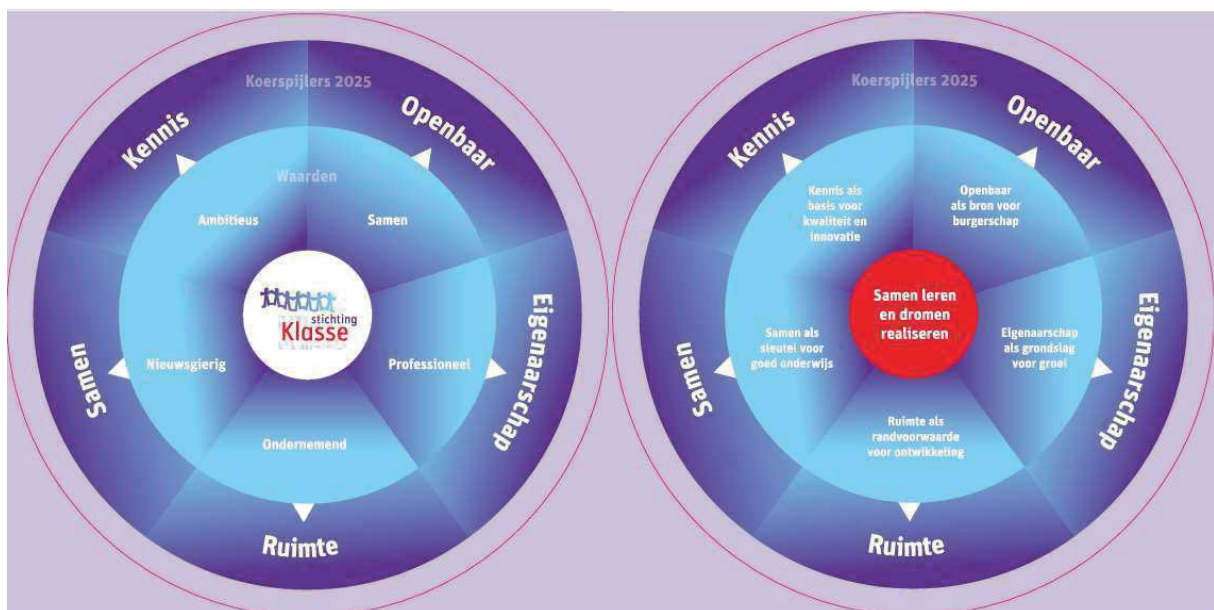 Koerspijlers 2025
Kennis
Openbaar
Waarden
Ambitieus
Samen
stichting
Klasse
Samen
Nieuwsgierig
Professioneel
Eigenaarschap
Ondernemend
Ruimte
Koerspijlers 2025
Kennis
Openbaar
Kennis als
basis voor
kwaliteit en
innovatie
Openbaar
als bron voor
burgerschap
Samen leren
en dromen
realiseren
Samen
Samen als
sleutel voor
goed onderwijs
Eigenaarschap
als grondslag
voor groei
Eigenaarschap
Ruimte als
randvoorwaarde
voor ontwikketing
Ruimte